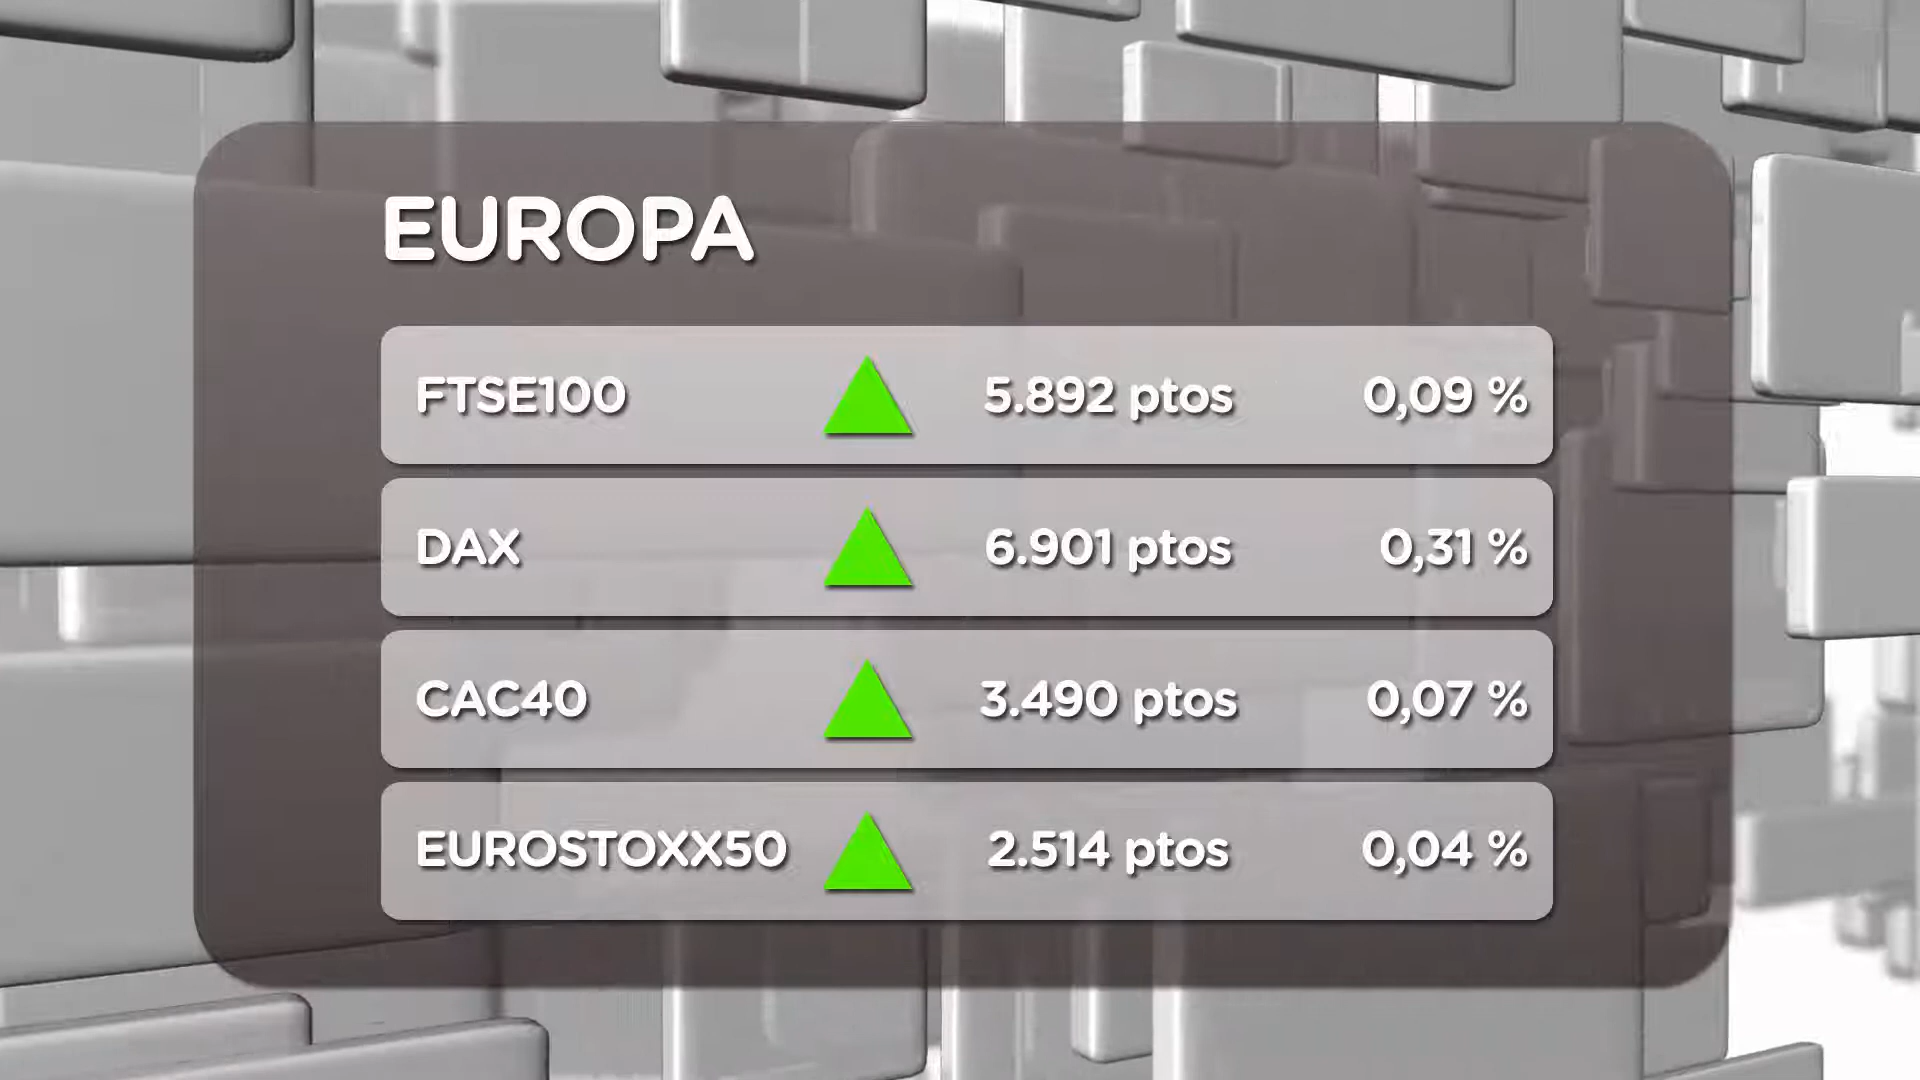 EUROPA
FTSE100 5.892 ptos 0,09 %
DAX 6.901 ptos 0,31 %
CAC40 3.490 ptos 0,07 %
EUROSTOXX50 2.514 ptos 0,04 %